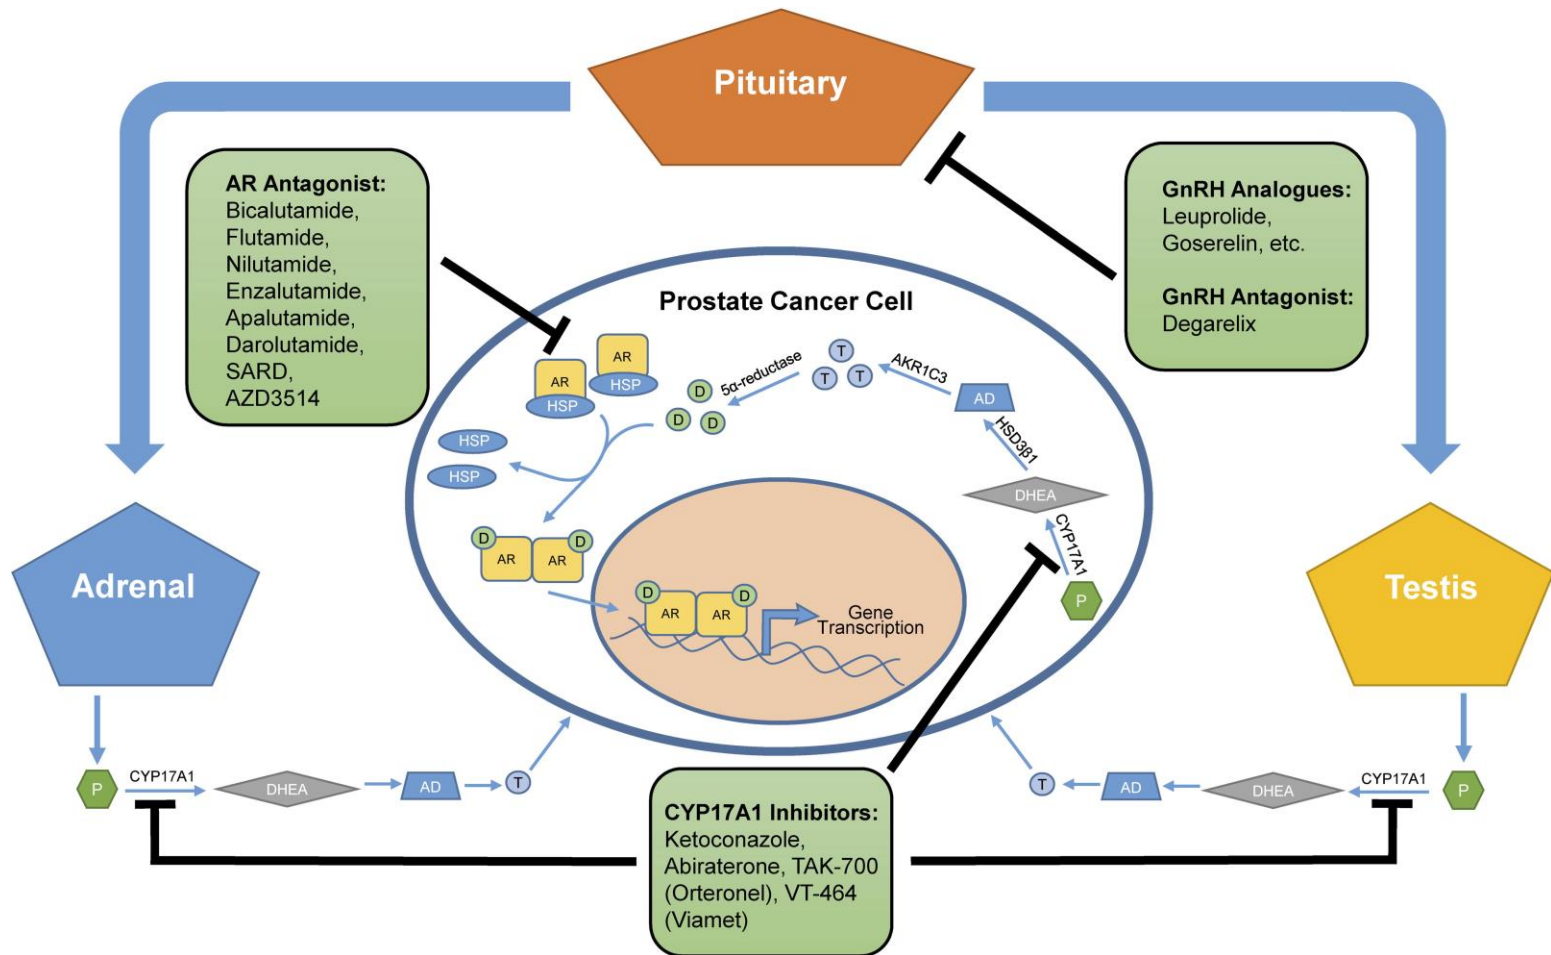 Pituitary
AR Antagonist:
Bicalutamide,
Flutamide,
Nilutamide,
Enzalutamide,
Apalutamide,
Darolutamide,
SARD,
AZD3514
GnRH Analogues:
Leuprolide,
Goserelin, etc.
GnRH Antagonist:
Degarelix
Prostate Cancer Cell
AR
HSP
AR
HSP
HSP
HSP
D
D
D
5α-reductase
T
T
T
AKR1C3
AD
HSD3β1
DHEA
CYP17A1
P
D
D
AR
AR
D
D
AR
AR
Gene
Transcription
Adrenal
Testis
P
CYP17A1
DHEA
AD
T
T
AD
DHEA
CYP17A1
P
CYP17A1 Inhibitors:
Ketoconazole,
Abiraterone, TAK-700
(Orteronel), VT-464
(Viamet)